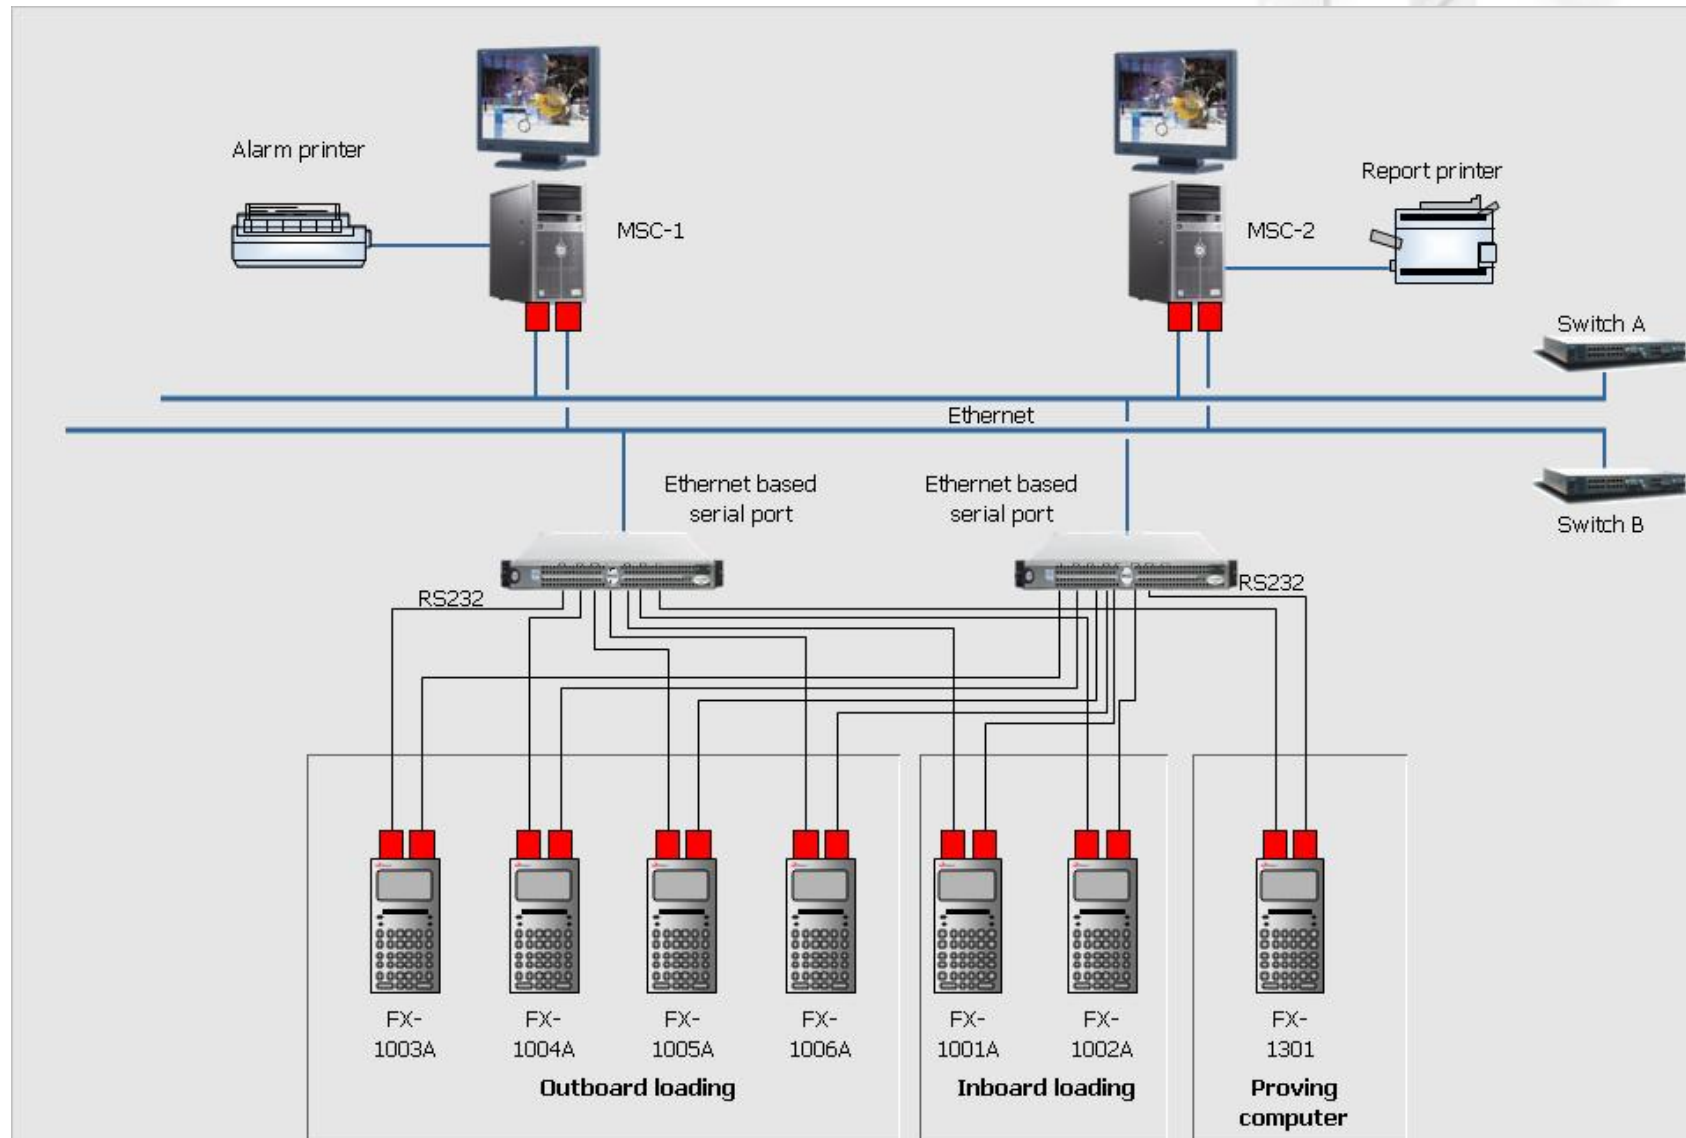 Alarm printer
MSC-1
MSC-2
Report printer
Switch A
Ethernet
Switch B
Ethernet based
serial port
Ethernet based
serial port
RS232
RS232
FX-
1003A
FX-
1004A
FX-
1005A
FX-
1006A
FX-
1001A
FX-
1002A
FX-
1301
Outboard loading
Inboard loading
Proving
computer